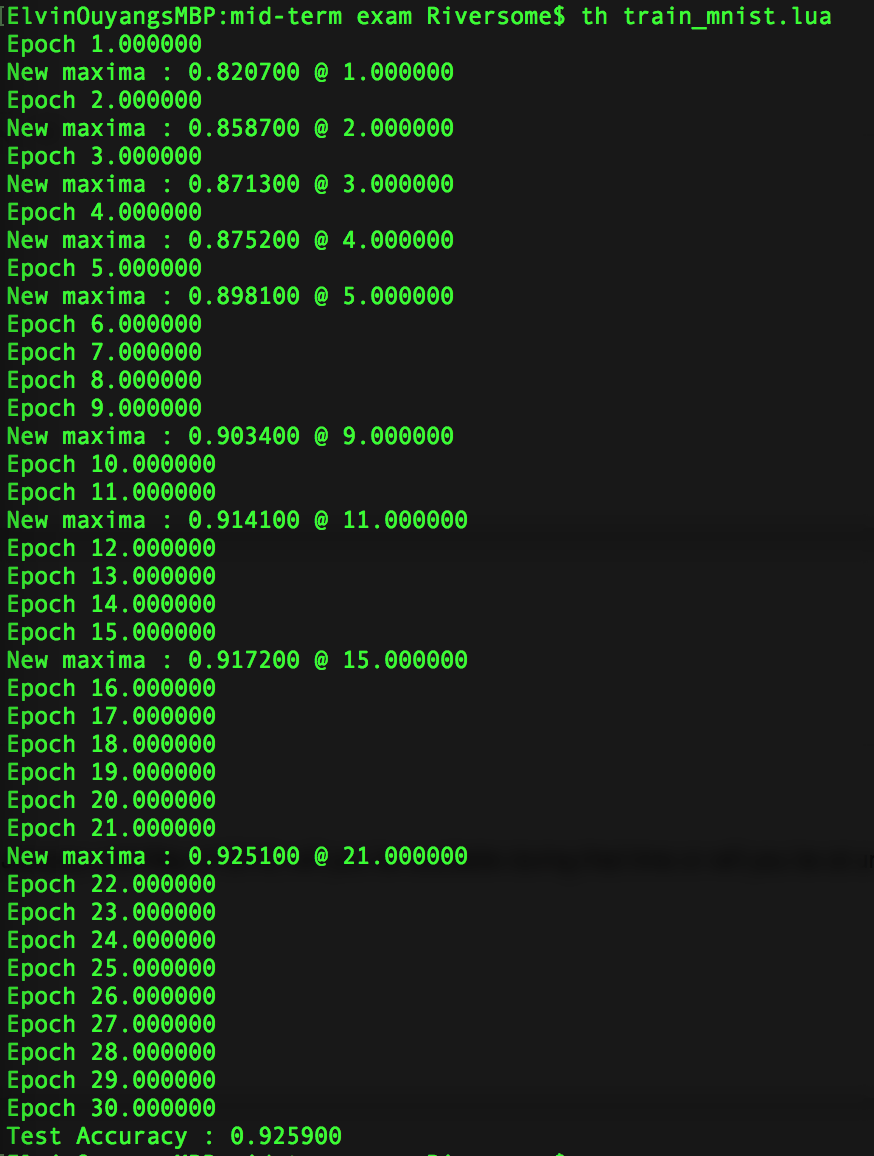 [ElvinOuyangsMBP:mid-term exam Riversome$ th train_mnist.lua
Epoch 1.000000
New maxima : 0.820700 @ 1.000000
Epoch 2.000000
New maxima : 0.858700 @ 2.000000
Epoch 3.000000
New maxima : 0.871300 @ 3.000000
Epoch 4.000000
New maxima : 0.875200 @ 4.000000
Epoch 5.000000
New maxima : 0.898100 @ 5.000000
Epoch 6.000000
Epoch 7.000000
Epoch 8.000000
Epoch 9.000000
New maxima : 0.903400 @ 9.000000
Epoch 10.000000
Epoch 11.000000
New maxima : 0.914100 @ 11.000000
Epoch 12.000000
Epoch 13.000000
Epoch 14.000000
Epoch 15.000000
New maxima : 0.917200 @ 15.000000
Epoch 16.000000
Epoch 17.000000
Epoch 18.000000
Epoch 19.000000
Epoch 20.000000
Epoch 21.000000
New maxima : 0.925100 @ 21.000000
Epoch 22.000000
Epoch 23.000000
Epoch 24.000000
Epoch 25.000000
Epoch 26.000000
Epoch 27.000000
Epoch 28.000000
Epoch 29.000000
Epoch 30.000000
Test Accuracy : 0.925900